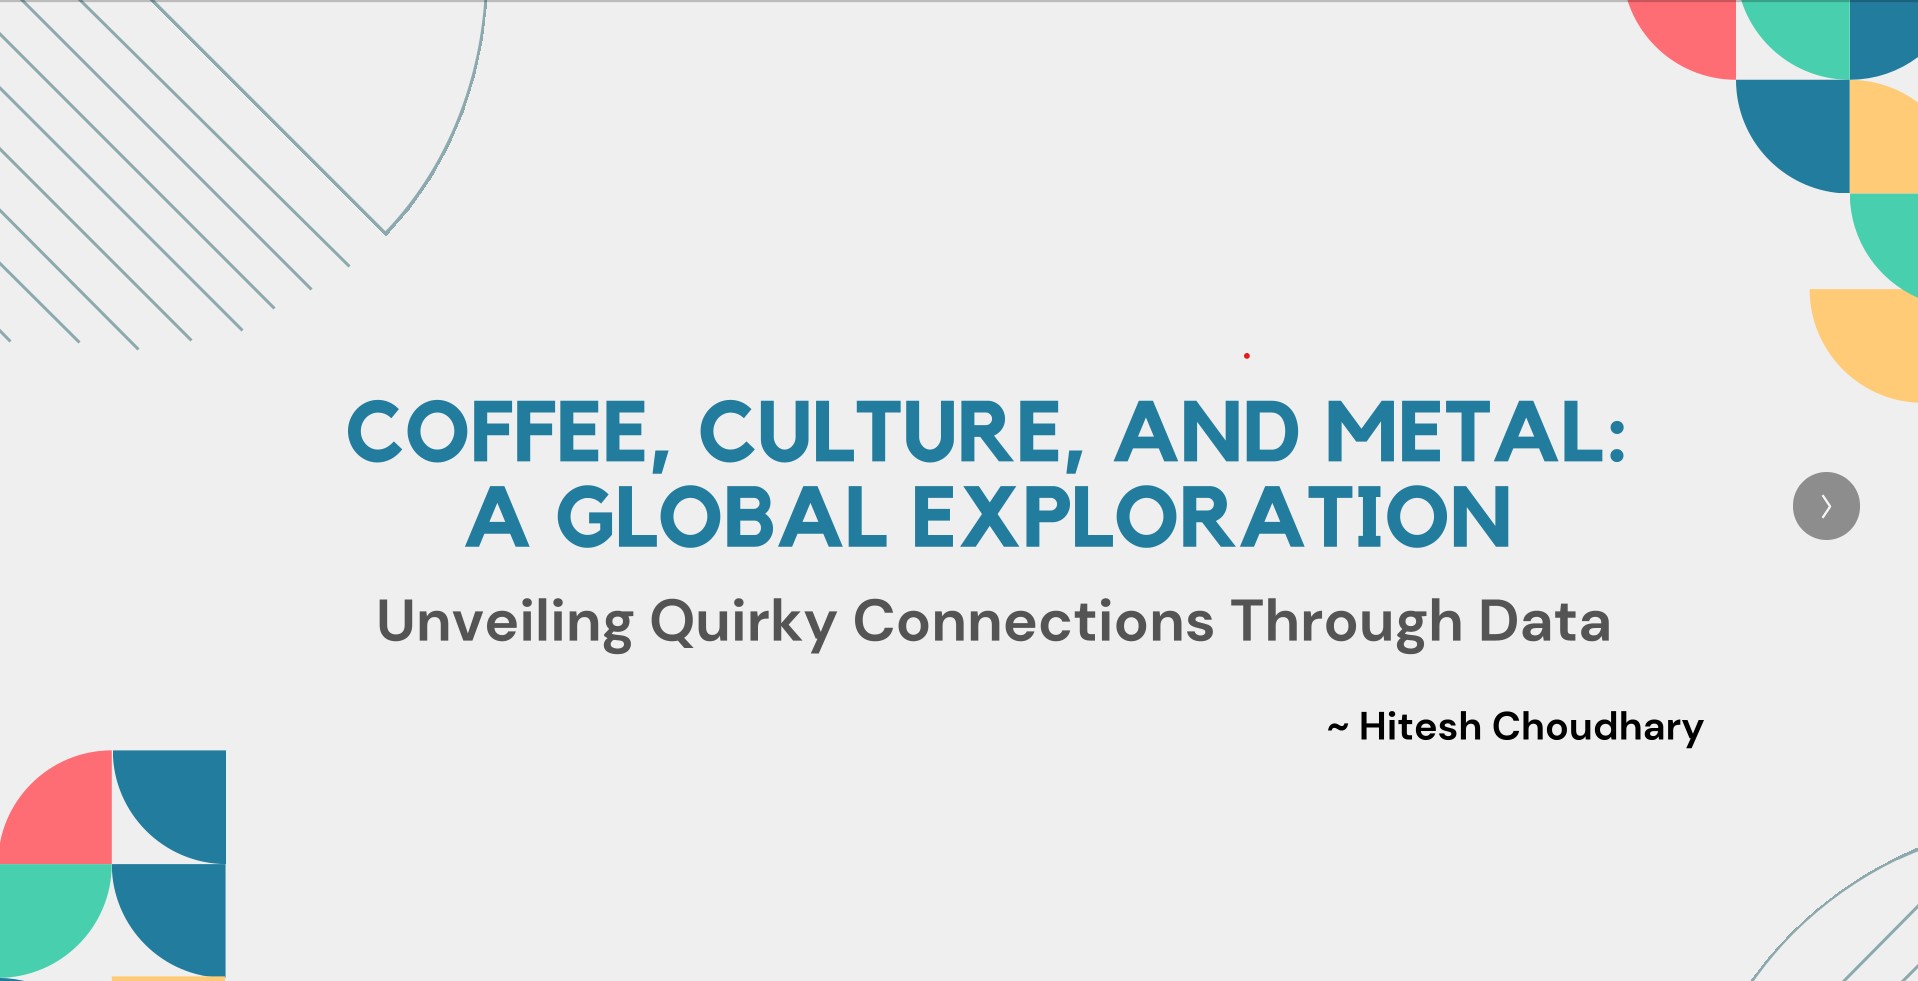 COFFEE, CULTURE, AND METAL:
A GLOBAL EXPLORATION
Unveiling Quirky Connections Through Data
~ Hitesh Choudhary